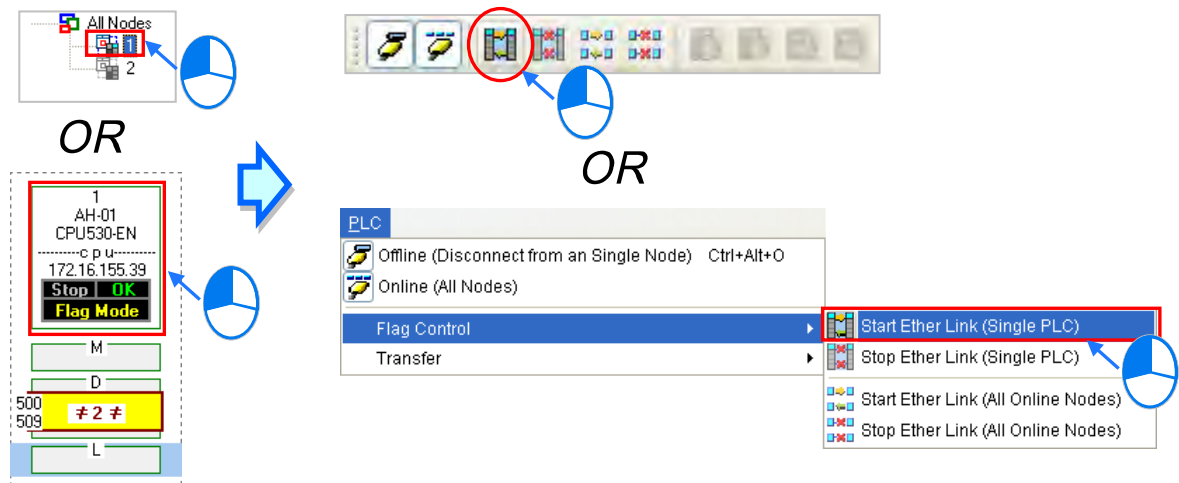 All Nodes
1
2
OR
1
AH-01
CPU530-EN
---------c p u---------
172.16.155.39
Stop OK
Flag Mode
M
D
500
509
≠ 2 ≠
L
OR
PLC
Offline (Disconnect from an Single Node) Ctrl+Alt+O
Online (All Nodes)
Flag Control
Transfer
Start Ether Link (Single PLC)
Stop Ether Link (Single PLC)
Start Ether Link (All Online Nodes)
Stop Ether Link (All Online Nodes)